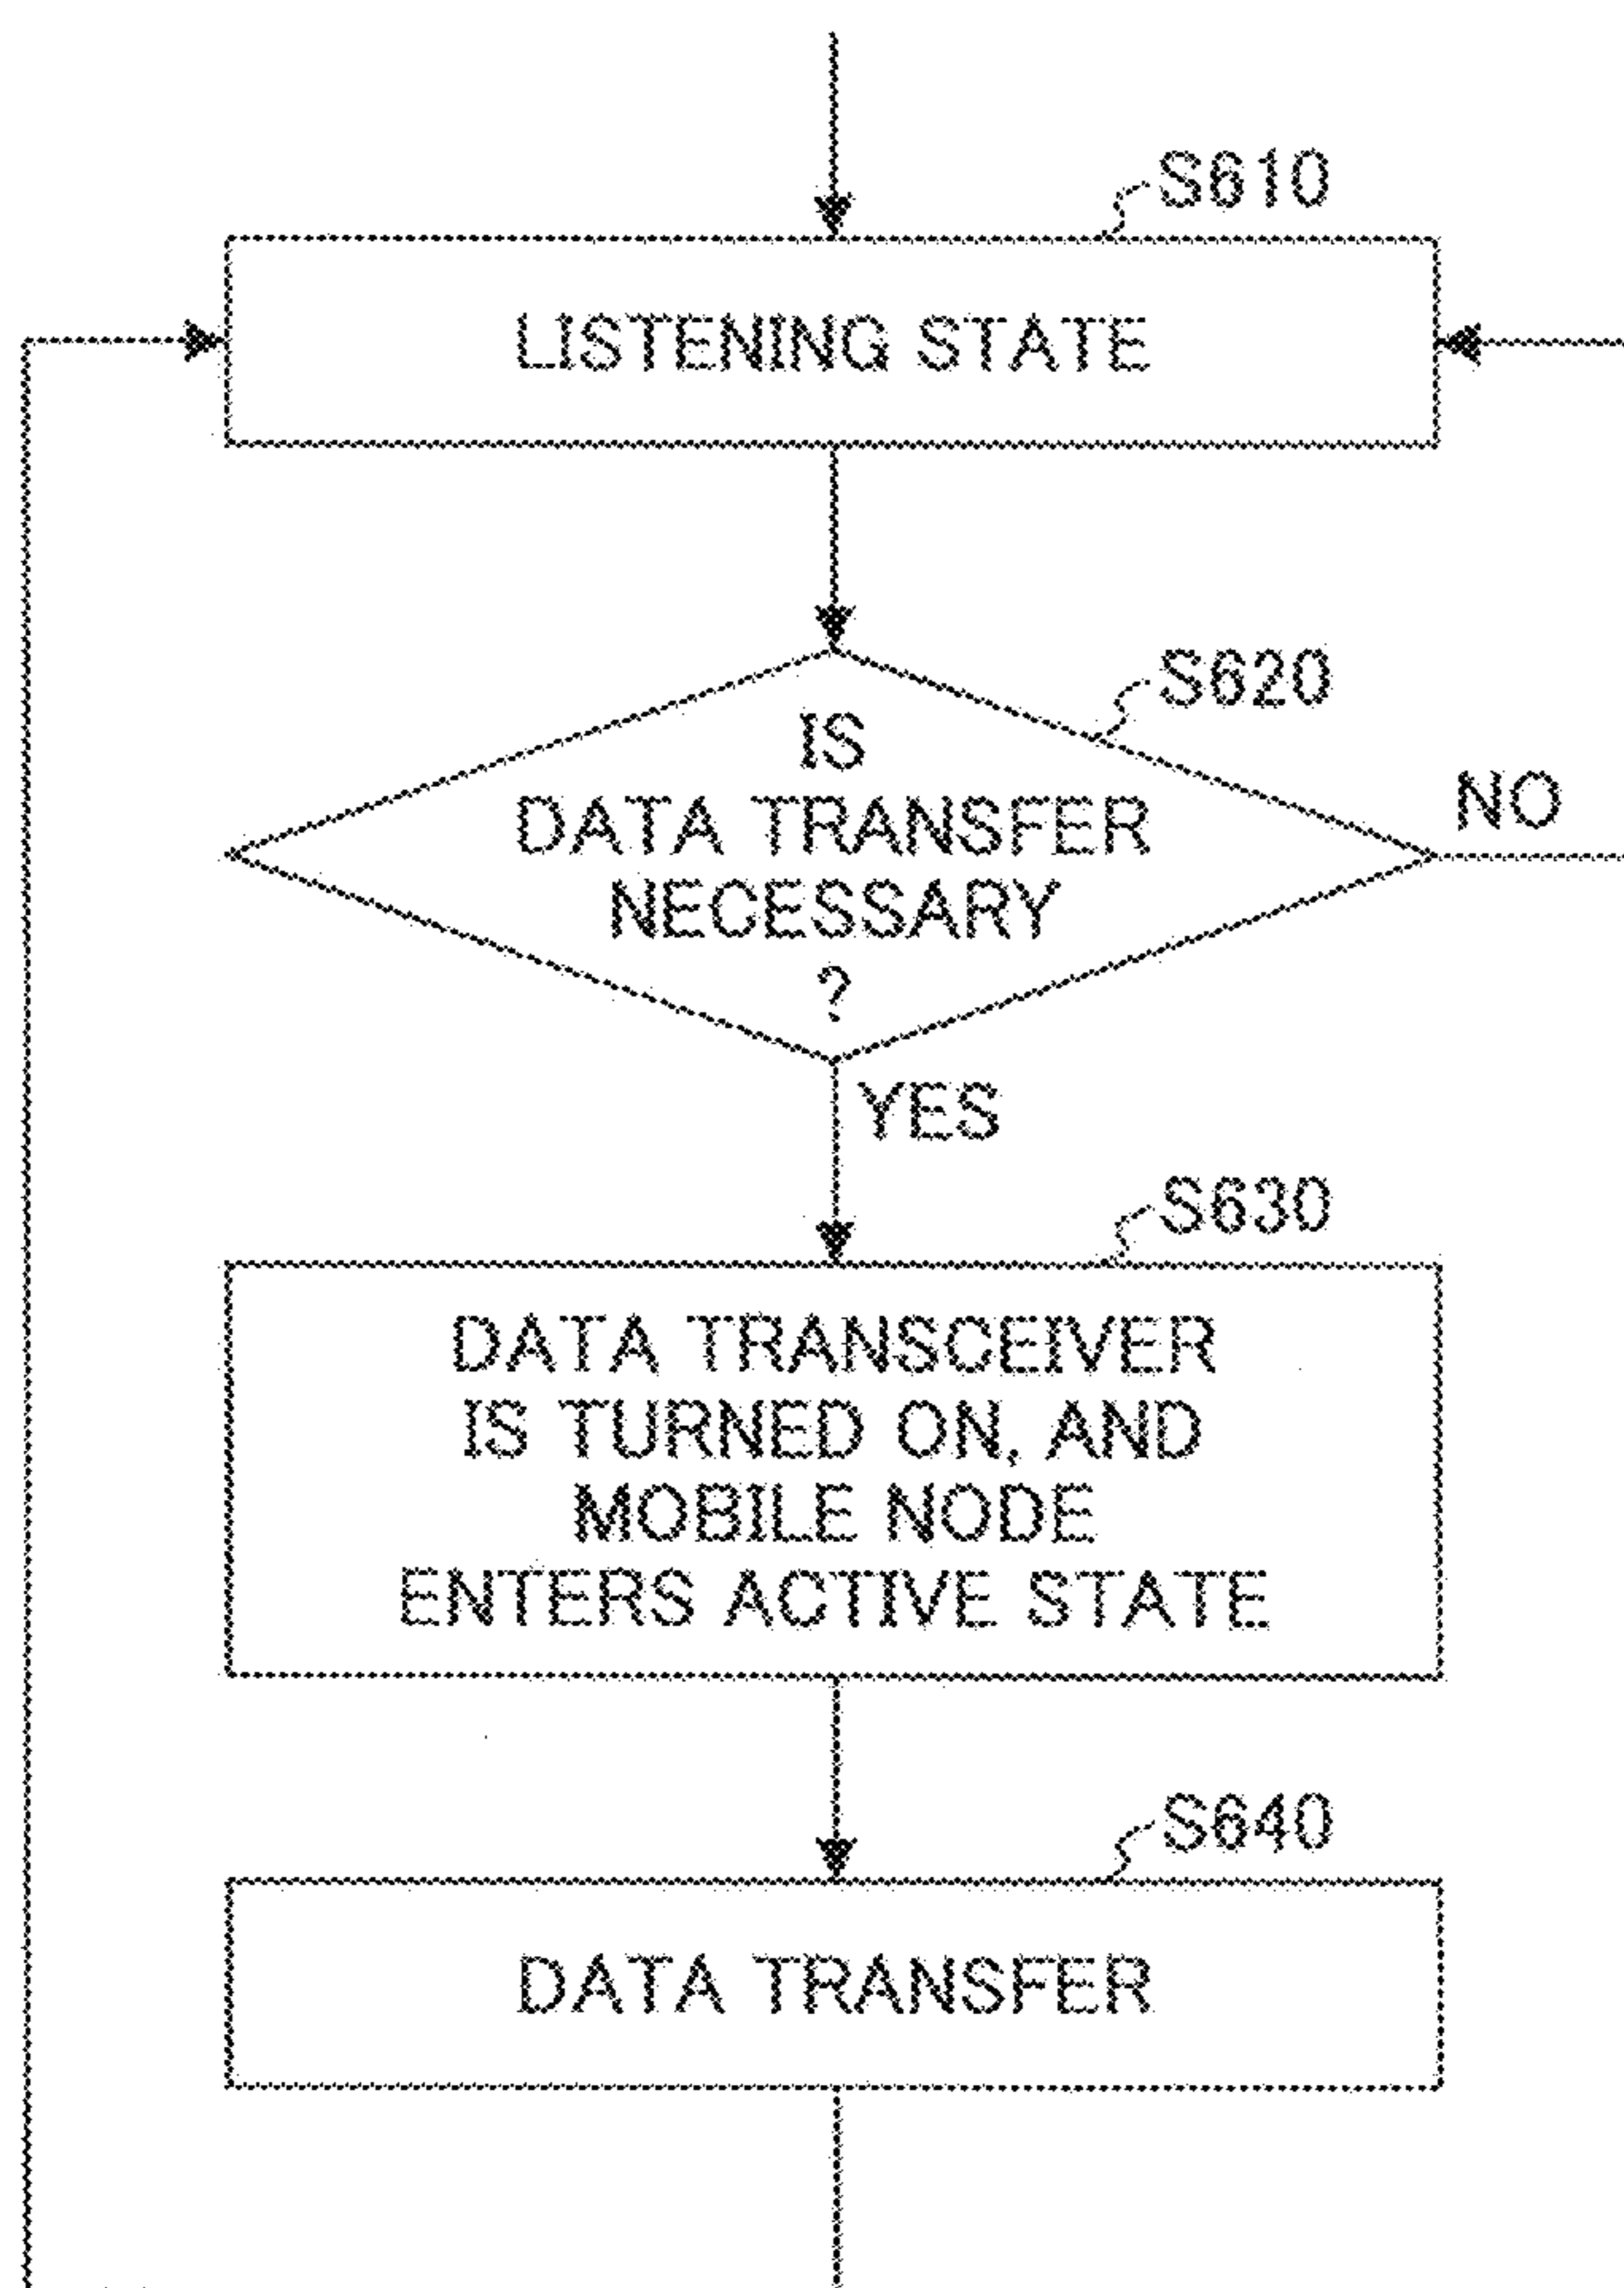 S610
LISTENING STATE
S620
IS
DATA TRANSFER
NECESSARY
?
NO
YES
S630
DATA TRANSCEIVER
IS TURNED ON, AND
MOBILE NODE
ENTERS ACTIVE STATE
S640
DATA TRANSFER